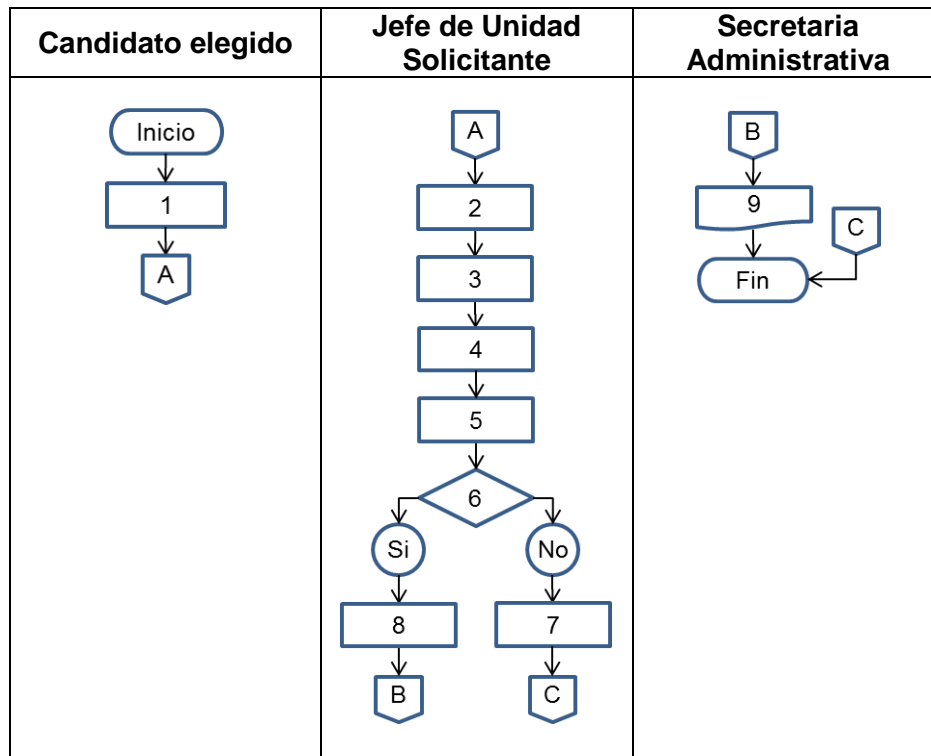 Candidato elegido
Jefe de Unidad
Solicitante
Secretaria
Administrativa
Inicio
1
A
A
2
3
4
5
6
Si
No
8
7
B
C
B
9
C
Fin